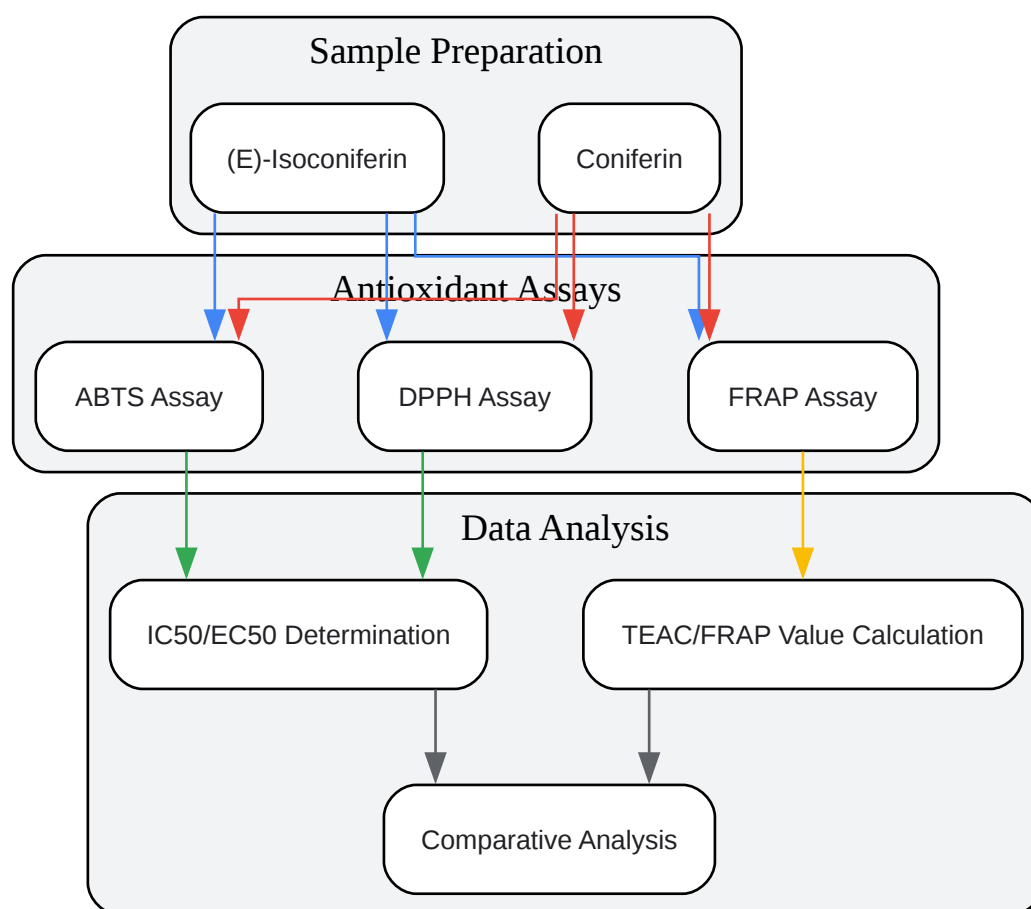 Sample Preparation
(E)-Isoconiferin
Coniferin
Antioxidant Assays
ABTS Assay
DPPH Assay
FRAP Assay
Data Analysis
IC50/EC50 Determination
TEAC/FRAP Value Calculation
Comparative Analysis